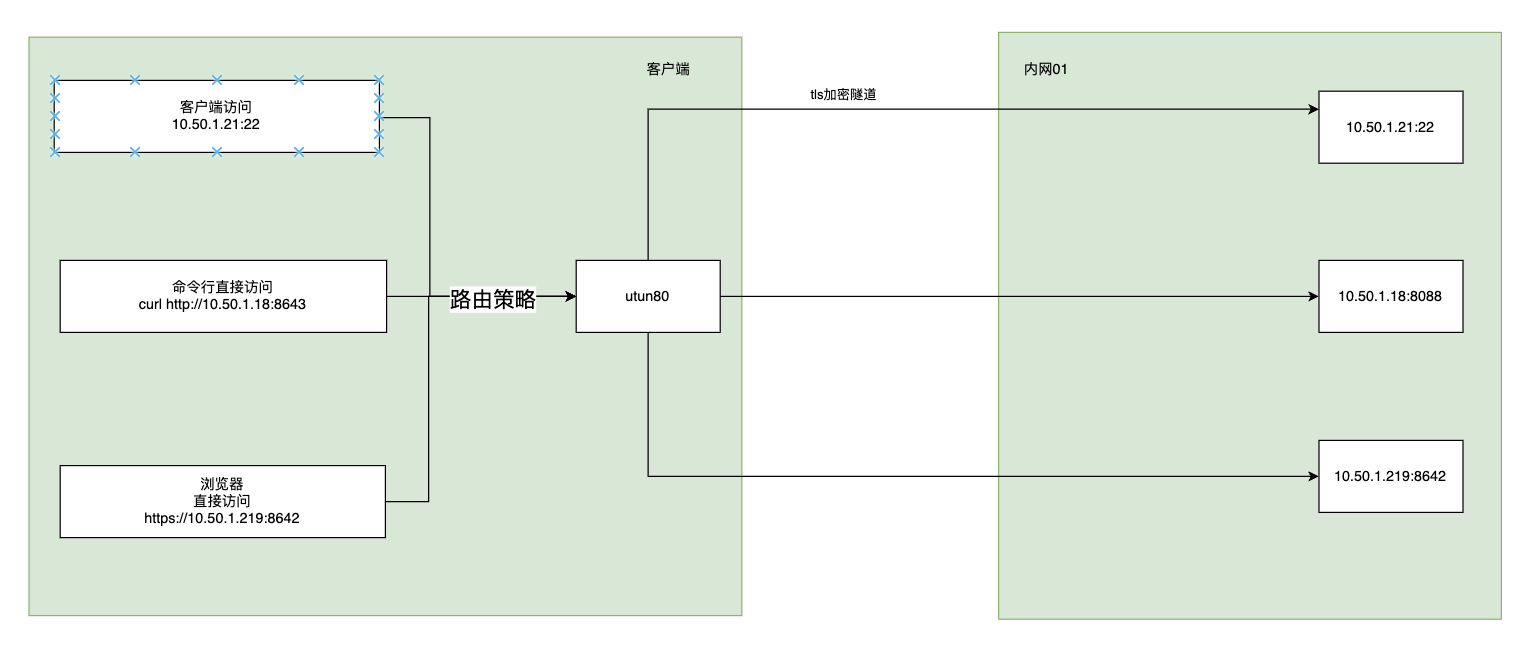 客户端
内网01
客户端访问
10.50.1.21:22
tls加密隧道
10.50.1.21:22
命令行直接访问
curl http://10.50.1.18:8643
路由策略
utun80
10.50.1.18:8088
浏览器
直接访问
https://10.50.1.219:8642
10.50.1.219:8642